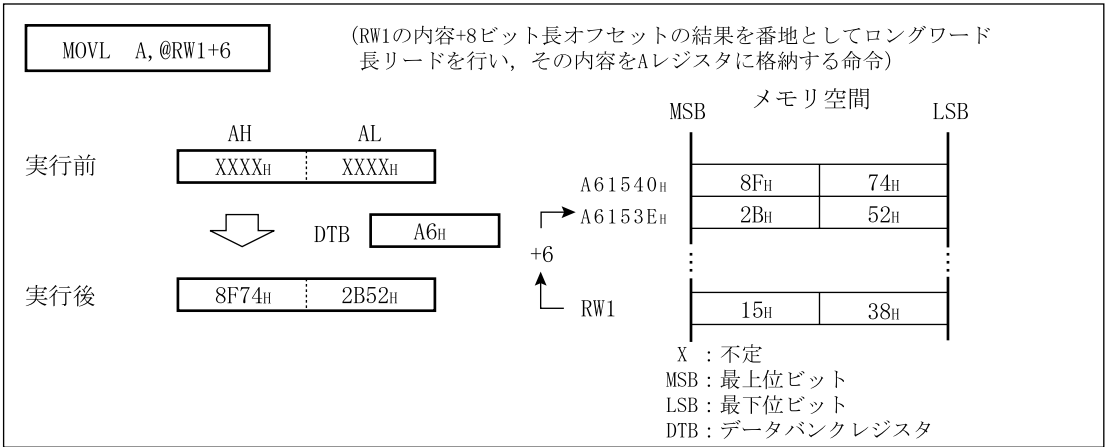 MOVL A,@RW1+6
(RW1の内容+8ビット長オフセットの結果を番地としてロングワード
長リードを行い，その内容をAレジスタに格納する命令)
メモリ空間
MSB LSB
AH AL
実行前 XXXXH XXXXH
A61540H 8FH 74H
A6153EH 2BH 52H
DTB A6H
+6
実行後 8F74H 2B52H
RW1 15H 38H
X ：不定
MSB：最上位ビット
LSB：最下位ビット
DTB：データバンクレジスタ